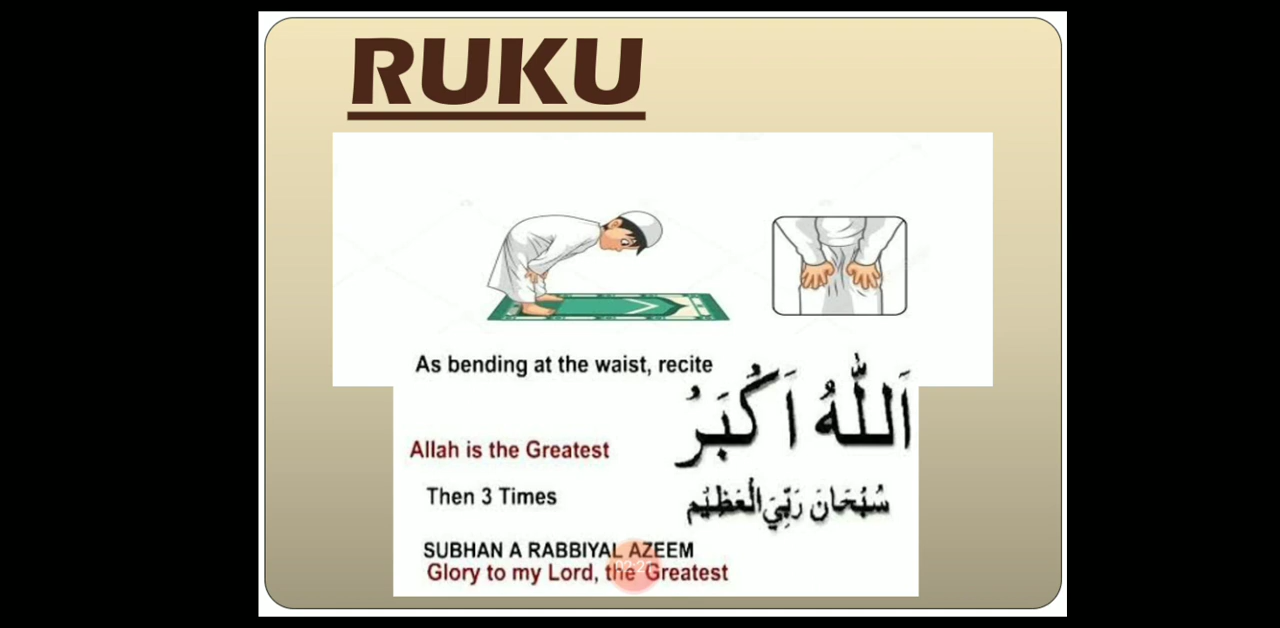 RUKU
As bending at the waist, recite
اَللّٰهُ اَكْبَرُ
Allah is the Greatest
Then 3 Times
سُبْحَانَ رَبِّيَ الْعَظِيْم
SUBHAN A RABBIYAL AZEEM
Glory to my Lord, the Greatest